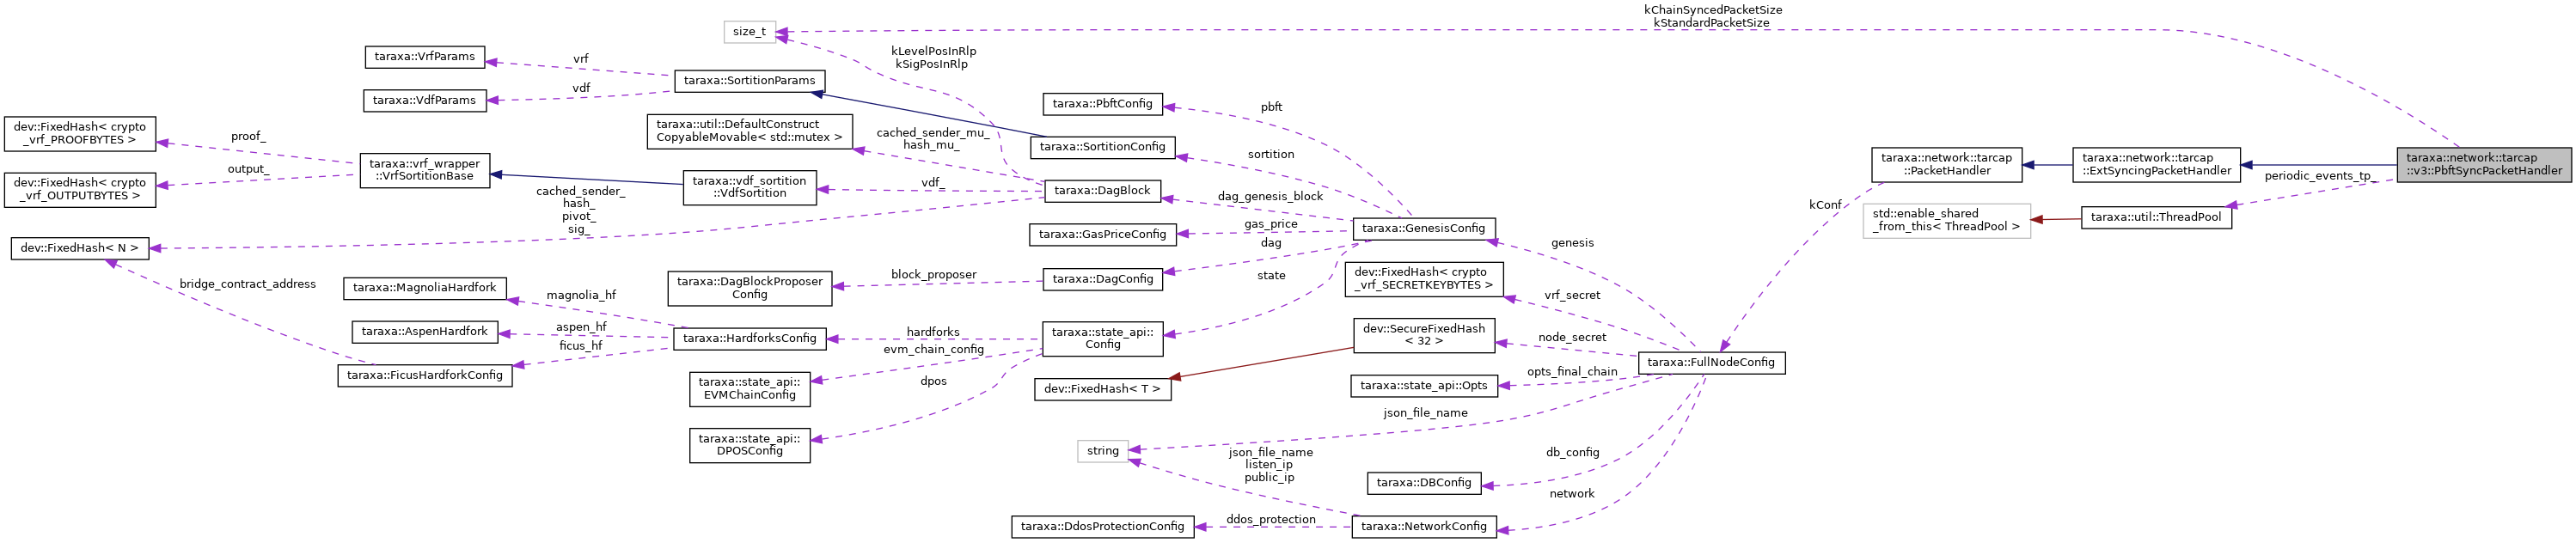 kChainSyncedPacketSize
kStandardPacketSize
size_t
kLevelPosInRlp
kSigPosInRlp
taraxa::VrfParams
vrf
taraxa::SortitionParams
vdf
taraxa::VdfParams
taraxa::PbftConfig
pbft
dev::FixedHash< crypto
_vrf_PROOFBYTES >
proof_
taraxa::util::DefaultConstruct
CopyableMovable< std::mutex >
cached_sender_mu_
hash_mu_
taraxa::SortitionConfig
sortition
taraxa::vrf_wrapper
::VrfSortitionBase
output_
dev::FixedHash< crypto
_vrf_OUTPUTBYTES >
taraxa::vdf_sortition
::VdfSortition
vdf_
taraxa::DagBlock
dag_genesis_block
cached_sender_
hash_
pivot_
sig_
taraxa::network::tarcap
::PacketHandler
taraxa::network::tarcap
::ExtSyncingPacketHandler
taraxa::network::tarcap
::v3::PbftSyncPacketHandler
periodic_events_tp_
kConf
std::enable_shared
_from_this< ThreadPool >
taraxa::util::ThreadPool
dev::FixedHash< N >
taraxa::GasPriceConfig
gas_price
taraxa::GenesisConfig
genesis
dag
bridge_contract_address
taraxa::MagnoliaHardfork
magnolia_hf
taraxa::DagBlockProposer
Config
block_proposer
taraxa::DagConfig
state
dev::FixedHash< crypto
_vrf_SECRETKEYBYTES >
vrf_secret
taraxa::AspenHardfork
aspen_hf
taraxa::HardforksConfig
hardforks
taraxa::state_api::
Config
dev::SecureFixedHash
< 32 >
node_secret
ficus_hf
evm_chain_config
taraxa::FullNodeConfig
taraxa::FicusHardforkConfig
taraxa::state_api::
EVMChainConfig
dpos
dev::FixedHash< T >
taraxa::state_api::Opts
opts_final_chain
json_file_name
taraxa::state_api::
DPOSConfig
string
json_file_name
listen_ip
public_ip
db_config
taraxa::DBConfig
network
taraxa::DdosProtectionConfig
ddos_protection
taraxa::NetworkConfig